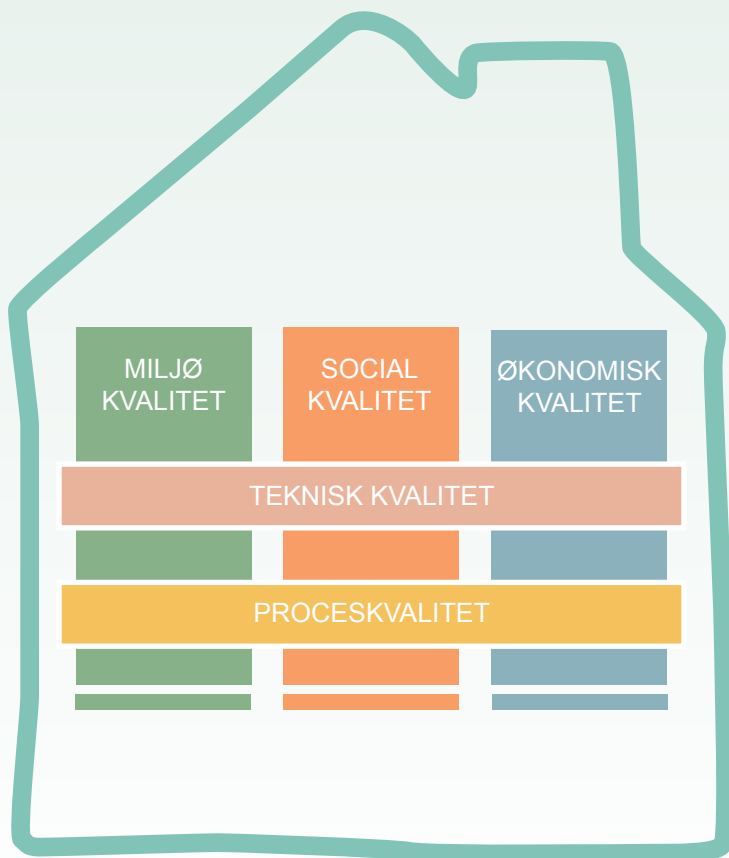 MILJØ
KVALITET
SOCIAL
KVALITET
ØKONOMISK
KVALITET
TEKNISK KVALITET
PROCESKVALITET